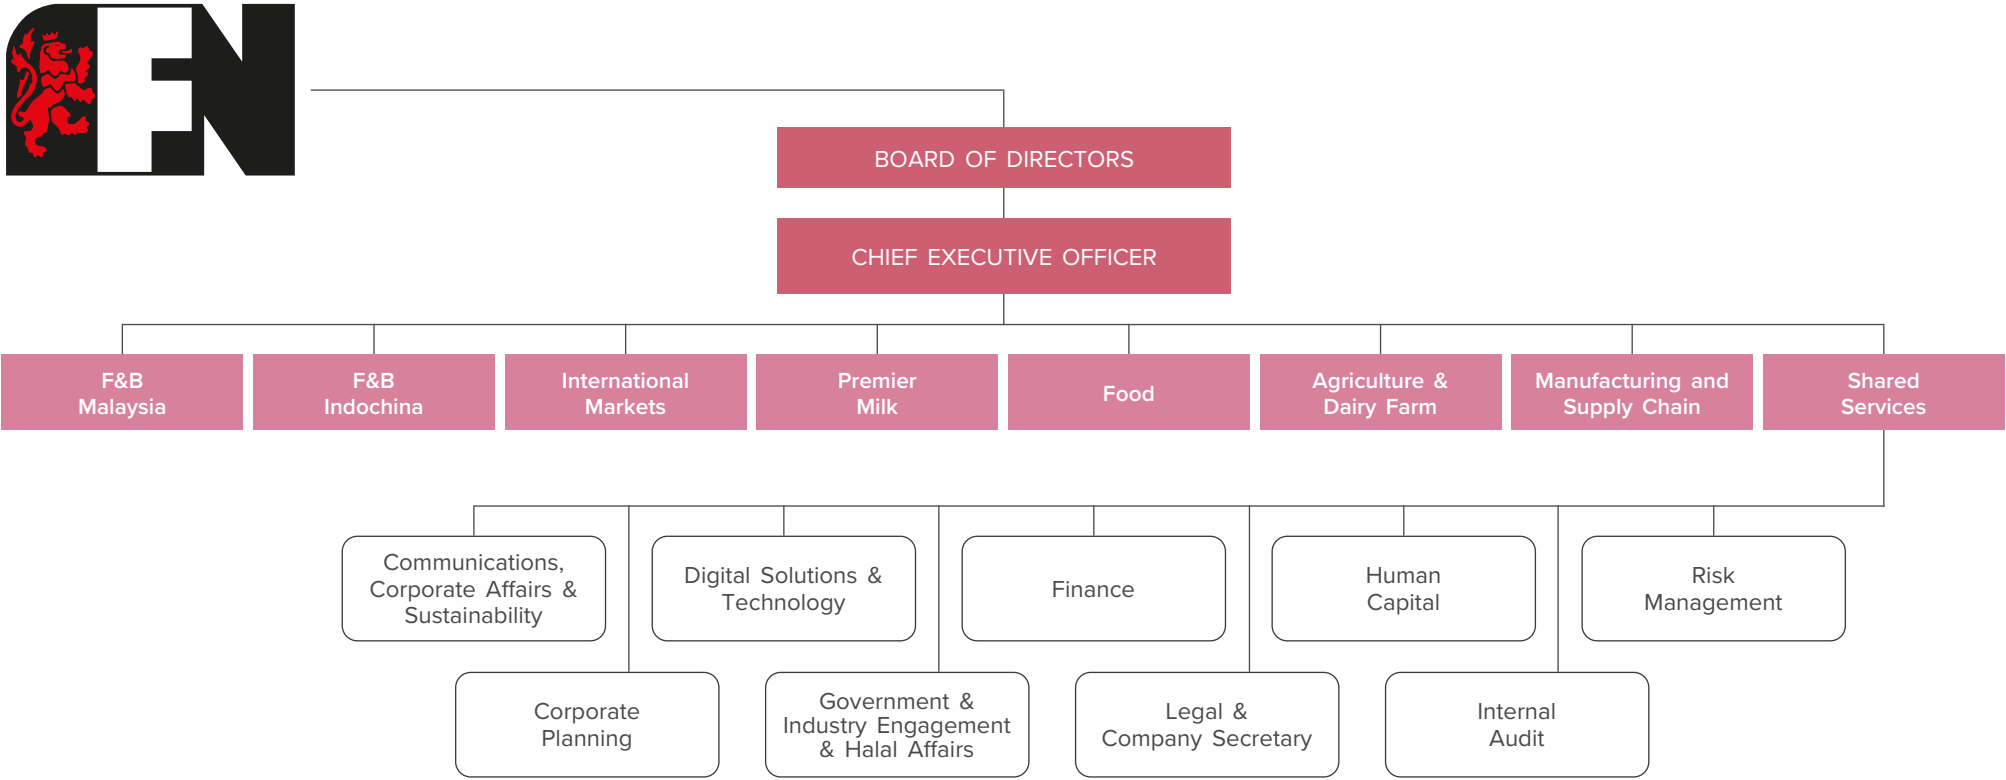 FN
BOARD OF DIRECTORS
CHIEF EXECUTIVE OFFICER
F&B
Malaysia
F&B
Indochina
International
Markets
Premier
Milk
Food
Agriculture &
Dairy Farm
Manufacturing and
Supply Chain
Shared
Services
Communications,
Corporate Affairs &
Sustainability
Digital Solutions &
Technology
Finance
Human
Capital
Risk
Management
Corporate
Planning
Government &
Industry Engagement
& Halal Affairs
Legal &
Company Secretary
Internal
Audit